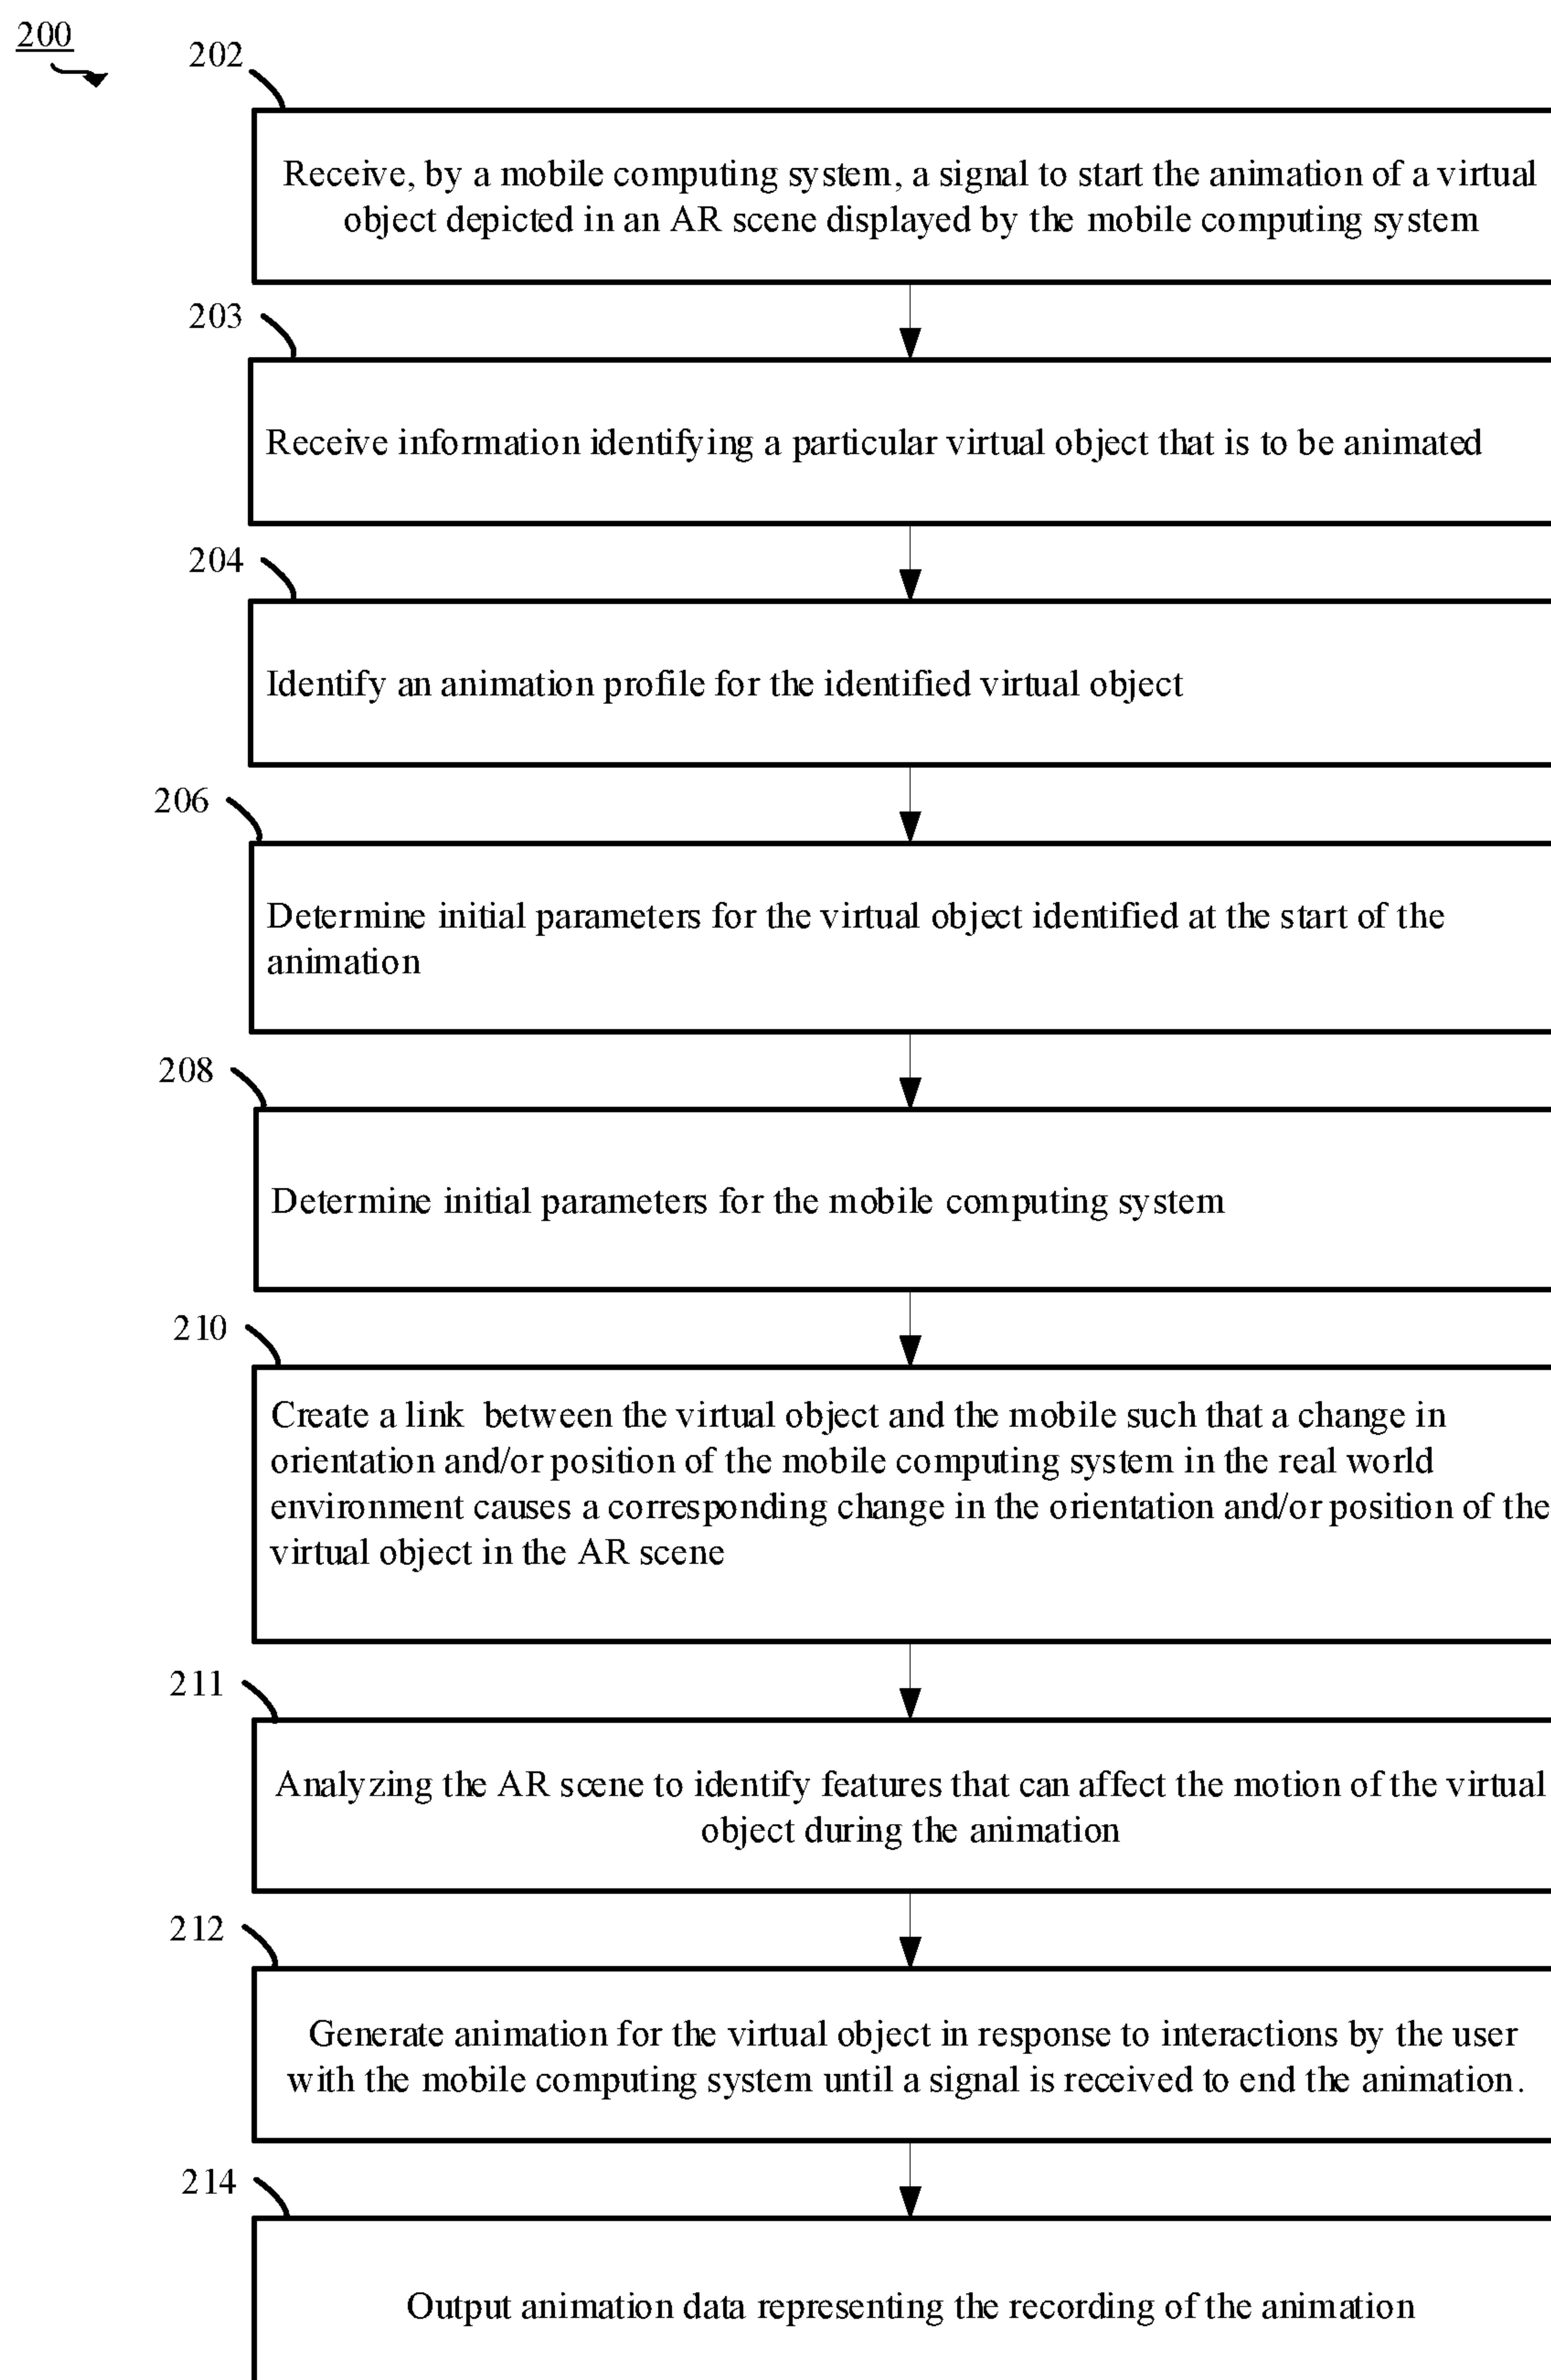 200
202
Receive, by a mobile computing system, a signal to start the animation of a virtual
object depicted in an AR scene displayed by the mobile computing system
203
Receive information identifying a particular virtual object that is to be animated
204
Identify an animation profile for the identified virtual object
206
Determine initial parameters for the virtual object identified at the start of the
animation
208
Determine initial parameters for the mobile computing system
210
Create a link between the virtual object and the mobile such that a change in
orientation and/or position of the mobile computing system in the real world
environment causes a corresponding change in the orientation and/or position of the
virtual object in the AR scene
211
Analyzing the AR scene to identify features that can affect the motion of the virtual
object during the animation
212
Generate animation for the virtual object in response to interactions by the user
with the mobile computing system until a signal is received to end the animation.
214
Output animation data representing the recording of the animation